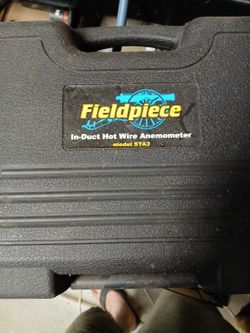 Fieldpiece
In-Duct Hot Wire Anemometer
model STA2